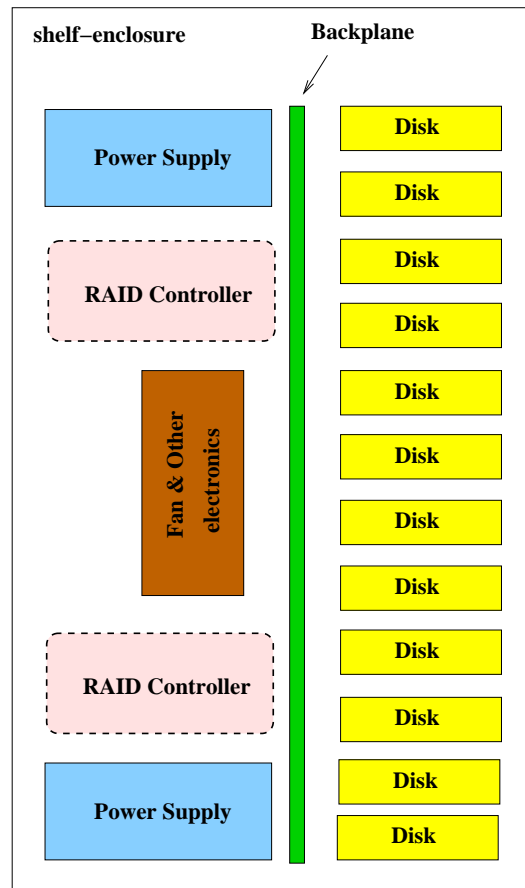 shelf−enclosure
Backplane
Power Supply
RAID Controller
Fan & Other
electronics
RAID Controller
Power Supply
Disk
Disk
Disk
Disk
Disk
Disk
Disk
Disk
Disk
Disk
Disk
Disk